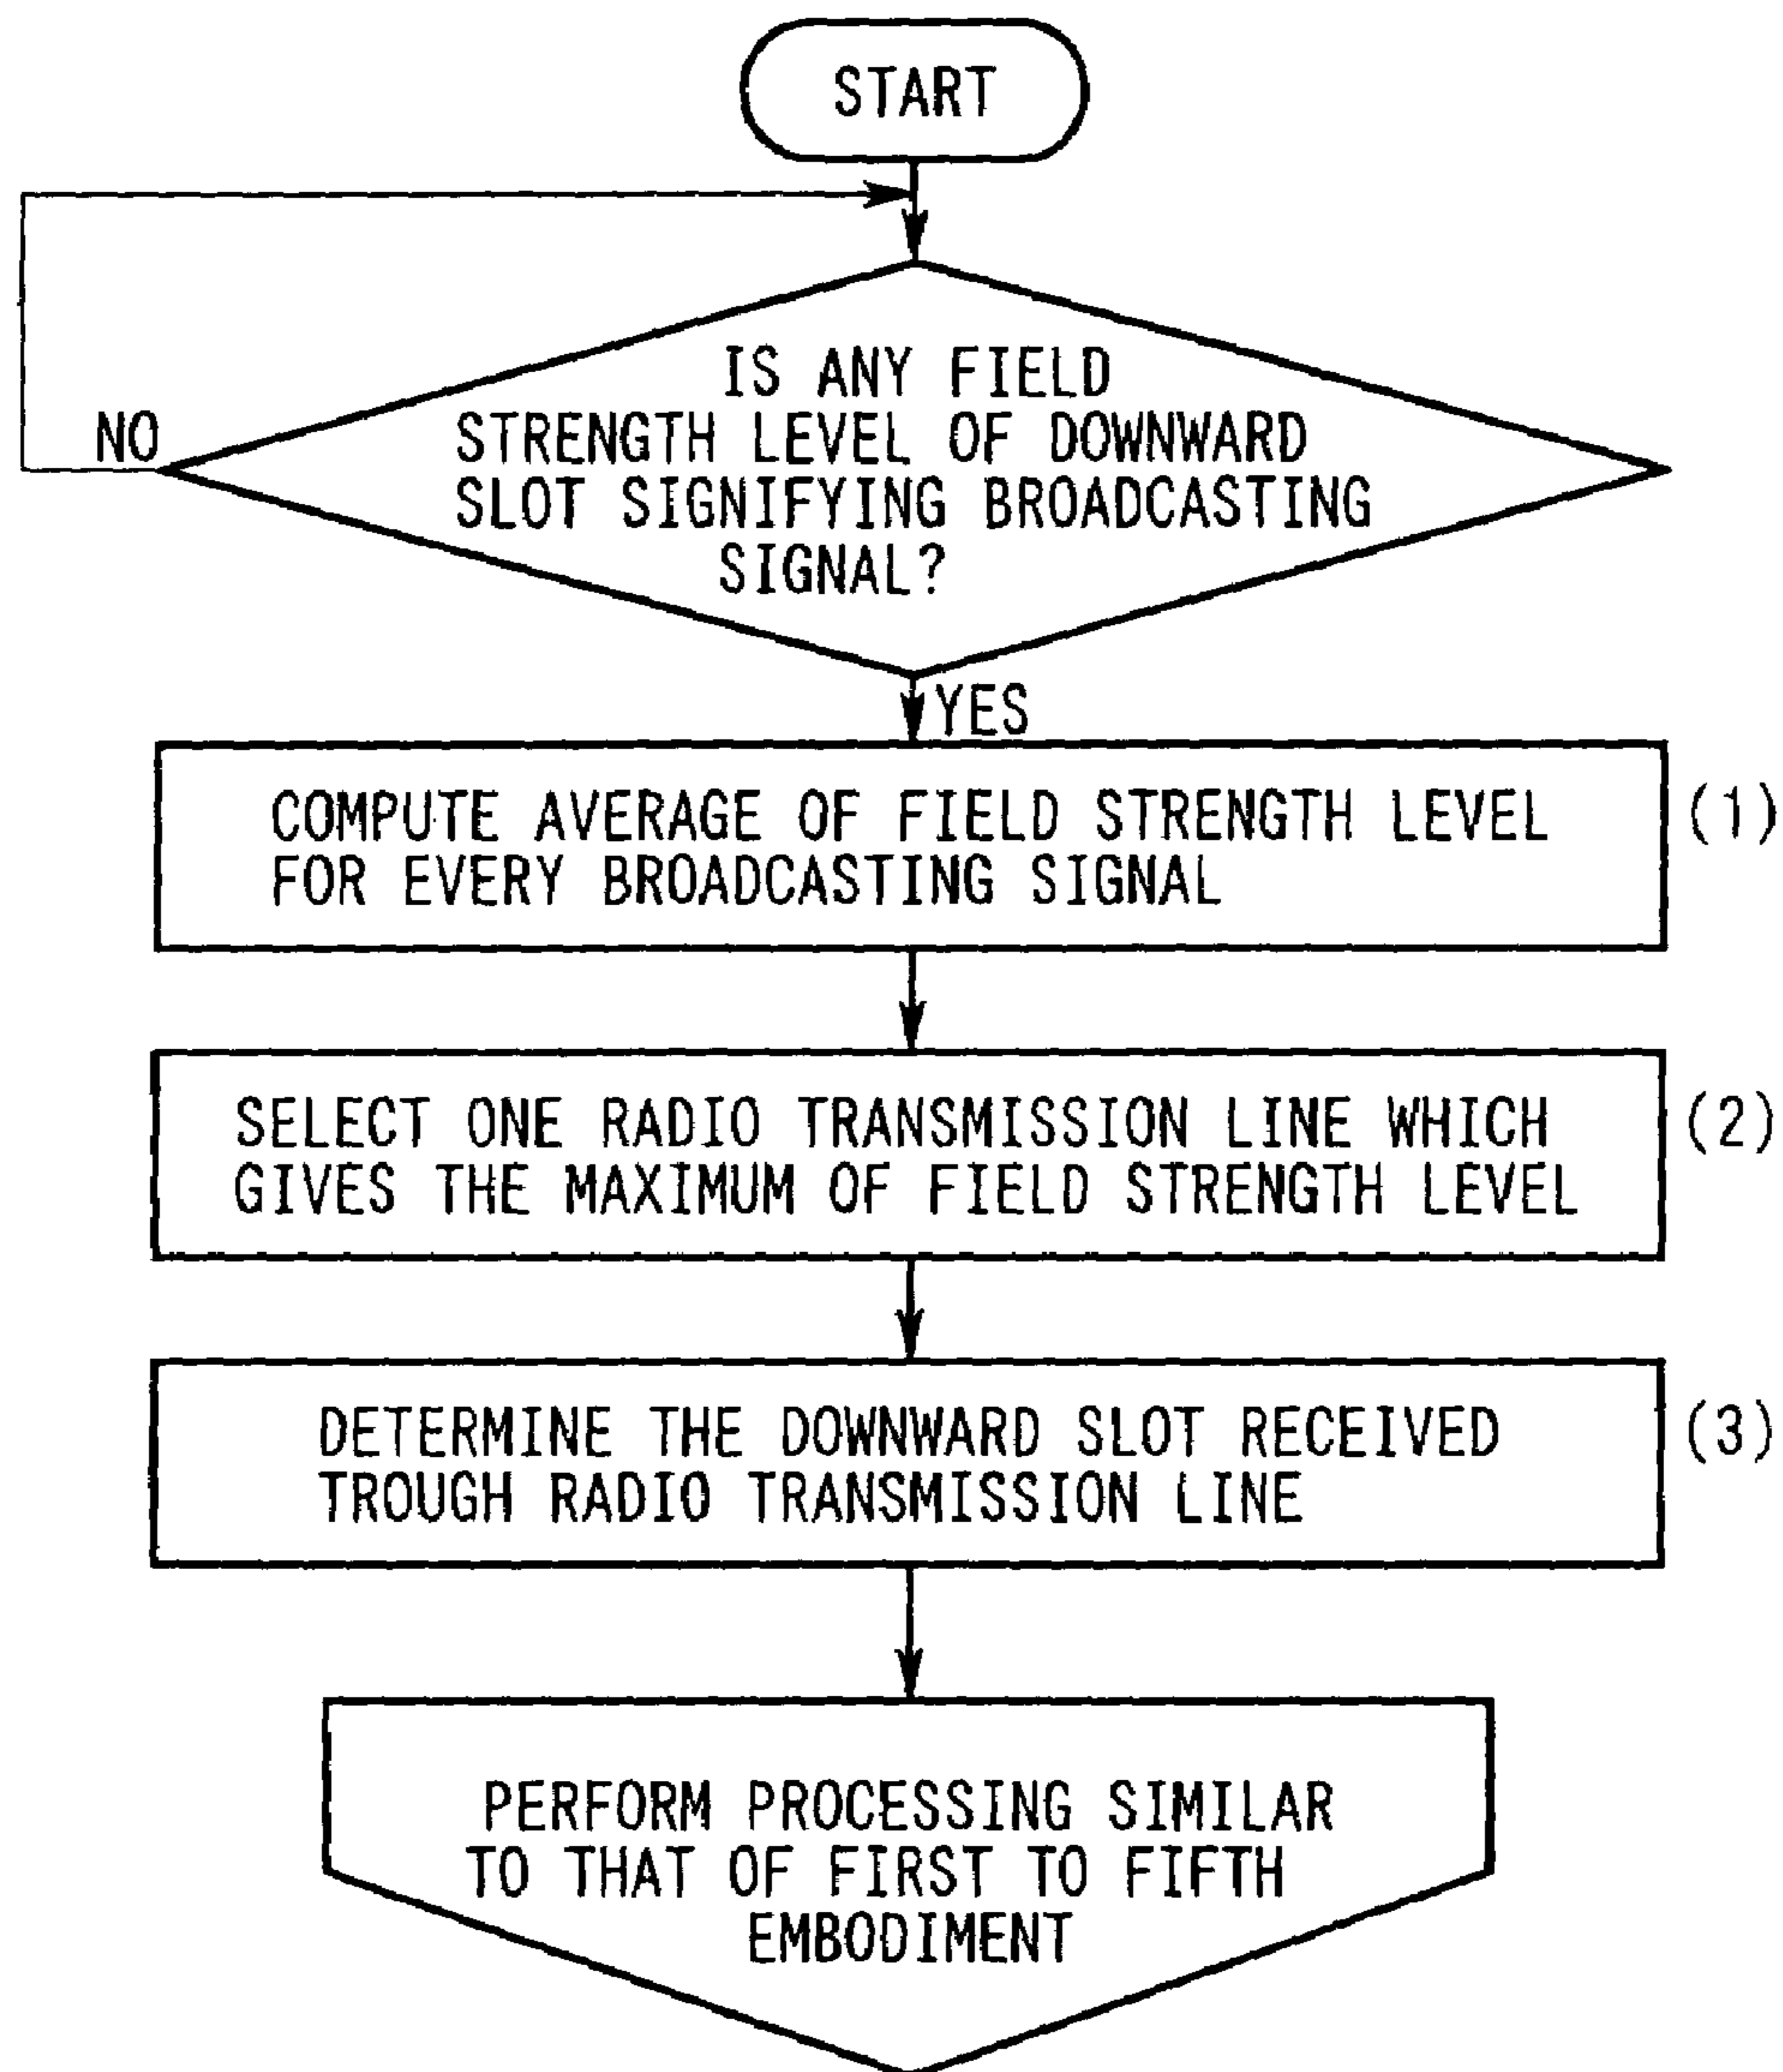 START
IS ANY FIELD
STRENGTH LEVEL OF DOWNWARD
SLOT SIGNIFYING BROADCASTING
SIGNAL?
NO
YES
COMPUTE AVERAGE OF FIELD STRENGTH LEVEL
FOR EVERY BROADCASTING SIGNAL
(1)
SELECT ONE RADIO TRANSMISSION LINE WHICH
GIVES THE MAXIMUM OF FIELD STRENGTH LEVEL
(2)
DETERMINE THE DOWNWARD SLOT RECEIVED
TROUGH RADIO TRANSMISSION LINE
(3)
PERFORM PROCESSING SIMILAR
TO THAT OF FIRST TO FIFTH
EMBODIMENT